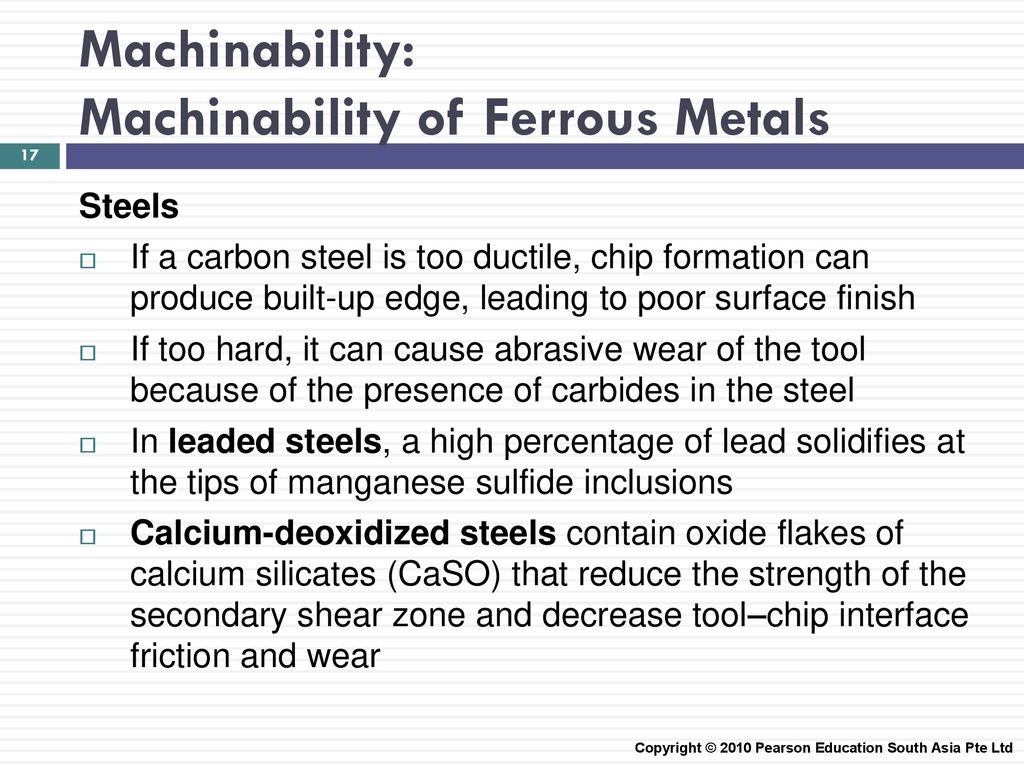 Machinability:
Machinability of Ferrous Metals
17
Steels
If a carbon steel is too ductile, chip formation can
produce built-up edge, leading to poor surface finish
If too hard, it can cause abrasive wear of the tool
because of the presence of carbides in the steel
In leaded steels, a high percentage of lead solidifies at
the tips of manganese sulfide inclusions
Calcium-deoxidized steels contain oxide flakes of
calcium silicates (CaSO) that reduce the strength of the
secondary shear zone and decrease tool–chip interface
friction and wear
Copyright © 2010 Pearson Education South Asia Pte Ltd